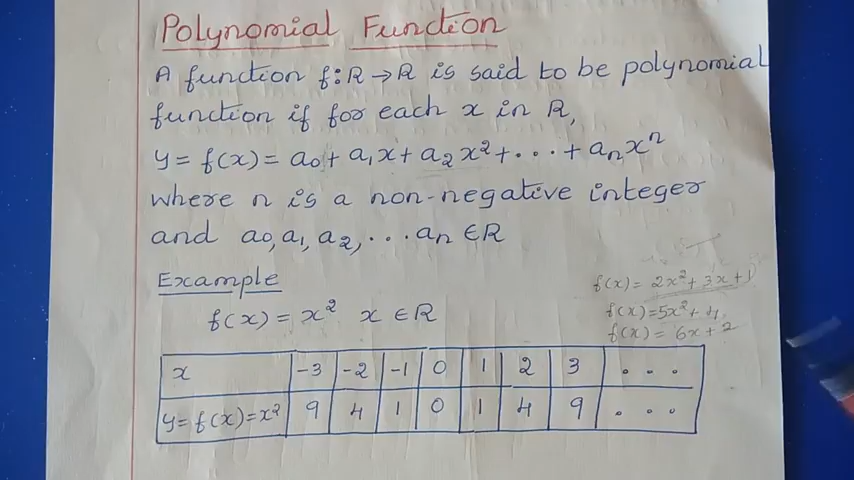 Polynomial Function
A function f:R→R is said to be polynomial
function if for each x in R,
y = f(x) = a₀ + a₁x + a₂x² + ... + aₙxⁿ
where n is a non-negative integer
and a₀, a₁, a₂, ... aₙ ∈ R
Example
f(x) = 2x² + 3x + 1
f(x) = x² x ∈ R
f(x) = 5x² + 4
f(x) = 6x + 2
x -3 -2 -1 0 1 2 3 . . .
y = f(x) = x² 9 4 1 0 1 4 9 . . .